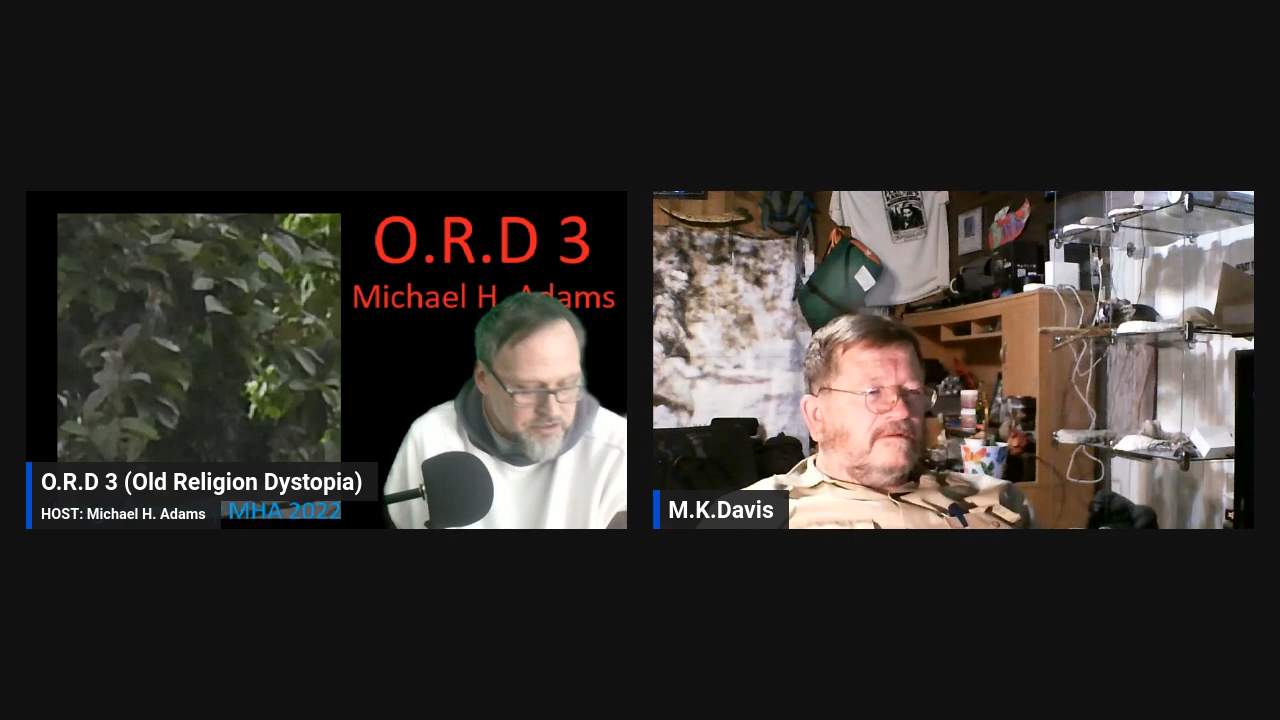 O.R.D 3
Michael H. Adams
O.R.D 3 (Old Religion Dystopia)
HOST: Michael H. Adams
MHA 2022
M.K.Davis